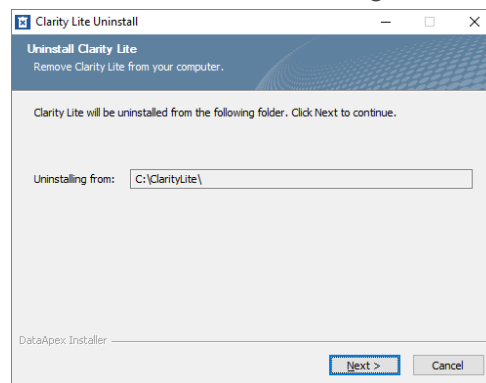 Clarity Lite Uninstall
Uninstall Clarity Lite
Remove Clarity Lite from your computer.
Clarity Lite will be uninstalled from the following folder. Click Next to continue.
Uninstalling from: C:\ClarityLite\
DataApex Installer
Next > Cancel